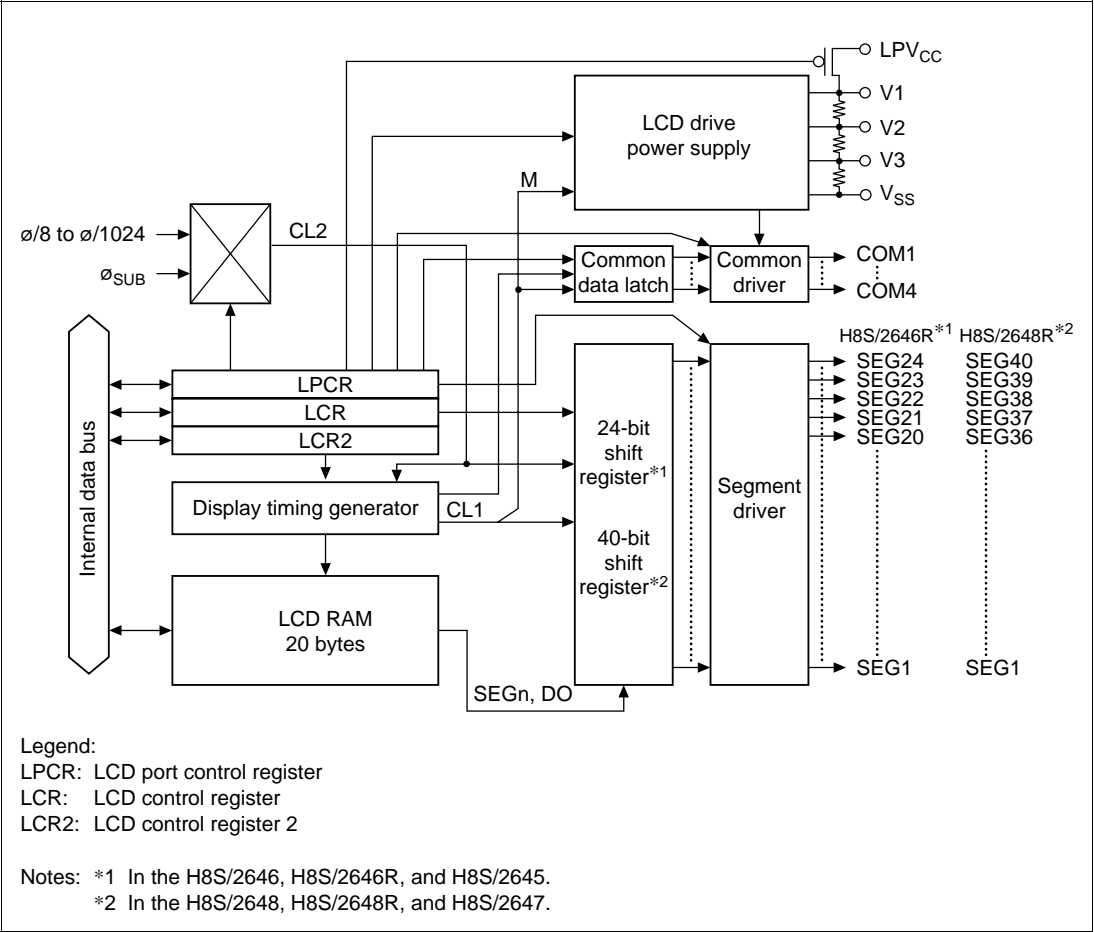 LPVCC
V1
LCD drive
power supply
V2
V3
M
VSS
ø/8 to ø/1024
CL2
øSUB
Common
data latch
Common
driver
COM1
COM4
H8S/2646R*1 H8S/2648R*2
SEG24 SEG40
SEG23 SEG39
SEG22 SEG38
SEG21 SEG37
SEG20 SEG36
LPCR
LCR
LCR2
Internal data bus
24-bit
shift
register*1
Display timing generator
CL1
Segment
driver
40-bit
shift
register*2
LCD RAM
20 bytes
SEG1 SEG1
SEGn, DO
Legend:
LPCR: LCD port control register
LCR: LCD control register
LCR2: LCD control register 2
Notes: *1 In the H8S/2646, H8S/2646R, and H8S/2645.
*2 In the H8S/2648, H8S/2648R, and H8S/2647.